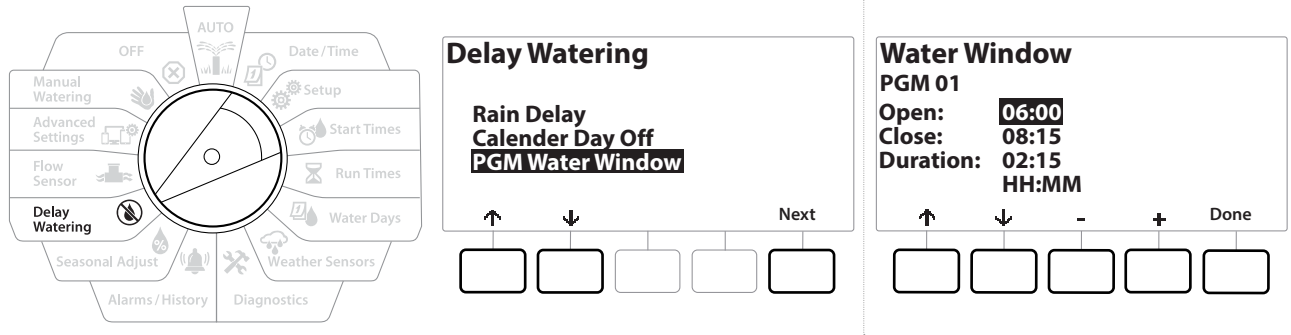 AUTO
OFF
Date / Time
Manual
Watering
Setup
Advanced
Settings
Start Times
Flow
Sensor
Run Times
Delay
Watering
Water Days
Seasonal Adjust
%
Weather Sensors
Alarms / History
Diagnostics
1
1
Delay Watering
Rain Delay
Calender Day Off
PGM Water Window
↑ ↓ Next
Water Window
PGM 01
Open: 06:00
Close: 08:15
Duration: 02:15
HH:MM
↑ ↓ - + Done